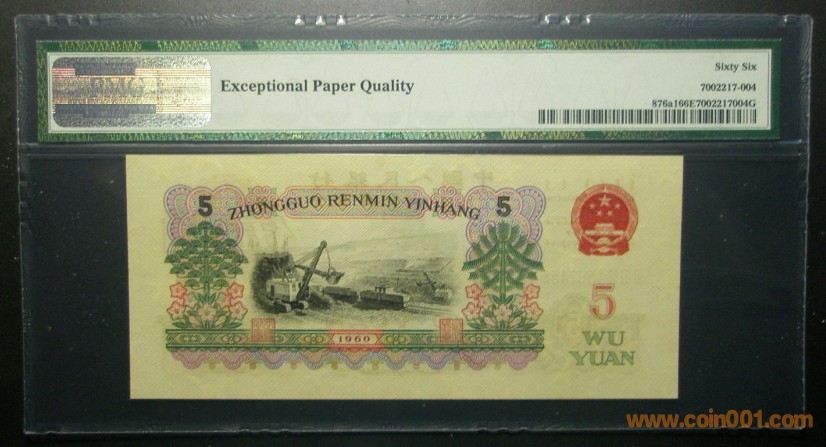 Exceptional Paper Quality
Sixty Six
7002217-004
876a166E7002217004G
5 ZHONGGUO RENMIN YINHANG 5
1960
5
WU
YUAN
www.coin001.com